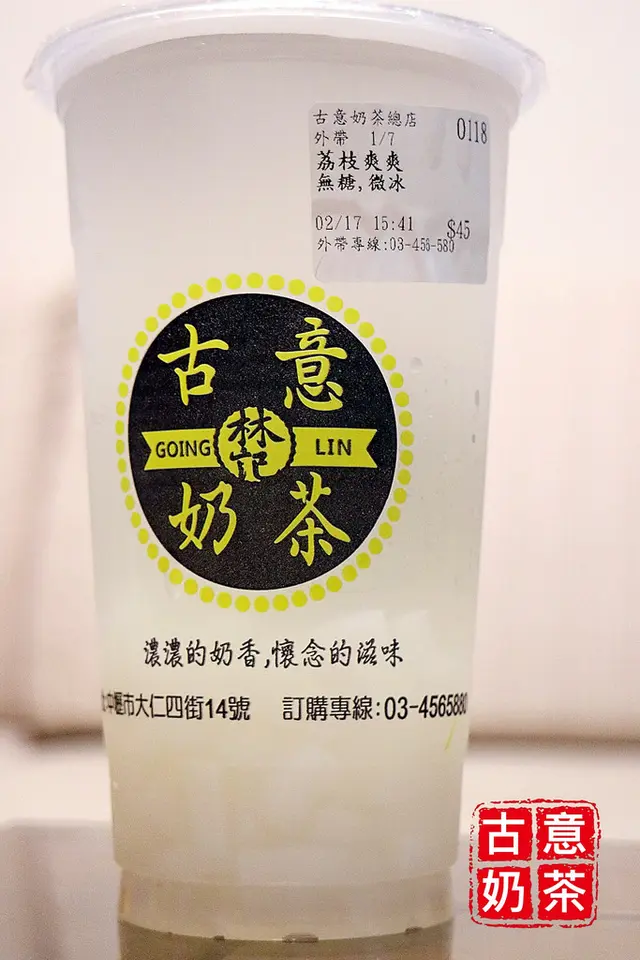 古意奶茶總店 0118
外帶 1/7
荔枝爽爽
無糖,微冰
02/17 15:41 $45
外帶專線:03-456-580
古意
GOING 林記 LIN
奶茶
濃濃的奶香,懷念的滋味
中壢市大仁四街14號 訂購專線:03-4565880
古意
奶茶